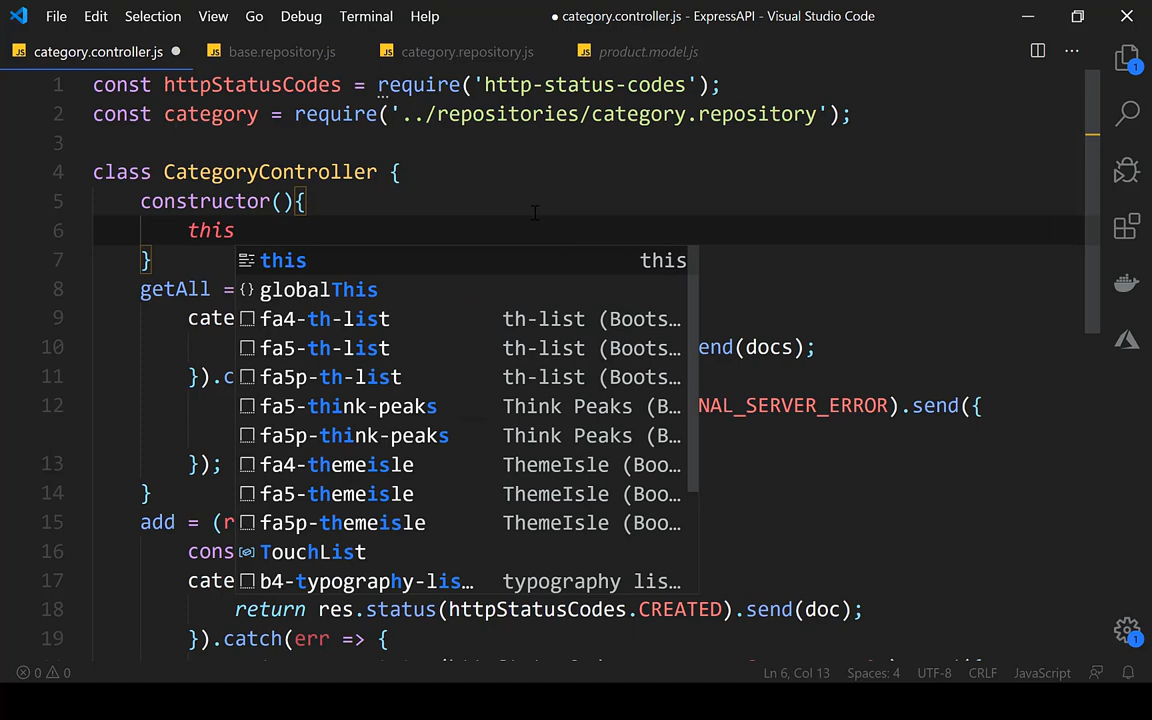 File Edit Selection View Go Debug Terminal Help
● category.controller.js - ExpressAPI - Visual Studio Code
JS category.controller.js ● JS base.repository.js JS category.repository.js JS product.model.js
1 const httpStatusCodes = require('http-status-codes');
2 const category = require('../repositories/category.repository');
3
4 class CategoryController {
5 constructor(){
6 this
7 }
this this
8 getAll =
globalThis
9 cate
fa4-th-list th-list (Boots…
10 end(docs);
fa5-th-list th-list (Boots…
11 }).c
fa5p-th-list th-list (Boots…
12 NAL_SERVER_ERROR).send({
fa5-think-peaks Think Peaks (B…
fa5p-think-peaks Think Peaks (B…
13 });
fa4-themeisle ThemeIsle (Boo…
14 }
fa5-themeisle ThemeIsle (Boo…
15 add = (r
fa5p-themeisle ThemeIsle (Boo…
16 cons
TouchList
17 cate
b4-typography-lis… typography lis…
18 return res.status(httpStatusCodes.CREATED).send(doc);
19 }).catch(err => {
0 0 Ln 6, Col 13 Spaces: 4 UTF-8 CRLF JavaScript
1
1